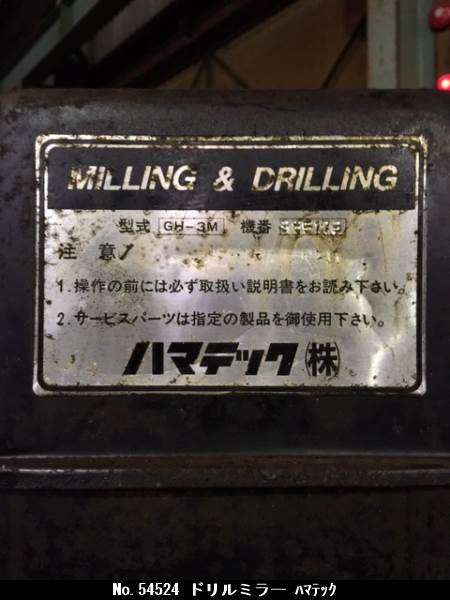 MILLING & DRILLING
型式 GH-3M 機番
注意!
1.操作の前には必ず取扱い説明書をお読み下さい。
2.サービスパーツは指定の製品を御使用下さい。
ハマテック㈱
No.54524 ドリルミラー ﾊﾏﾃｯｸ